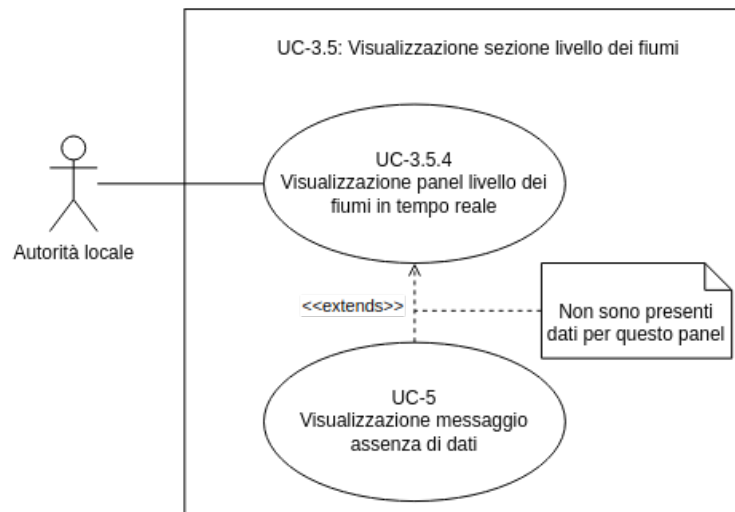 UC-3.5: Visualizzazione sezione livello dei fiumi
UC-3.5.4
Visualizzazione panel livello dei
fiumi in tempo reale
Autorità locale
<<extends>>
Non sono presenti
dati per questo panel
UC-5
Visualizzazione messaggio
assenza di dati